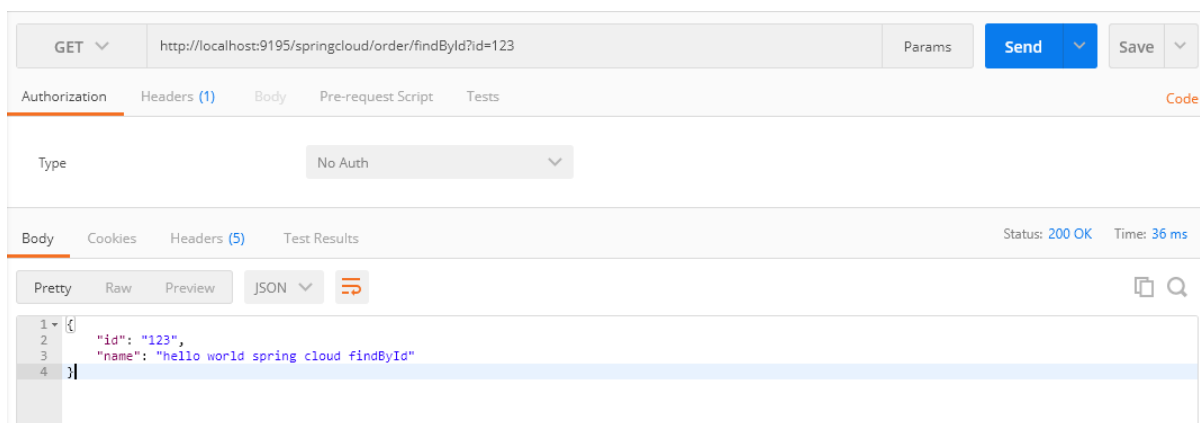 GET http://localhost:9195/springcloud/order/findById?id=123 Params Send Save
Authorization Headers (1) Body Pre-request Script Tests Code
Type No Auth
Body Cookies Headers (5) Test Results Status: 200 OK Time: 36 ms
Pretty Raw Preview JSON
1 {
2 "id": "123",
3 "name": "hello world spring cloud findById"
4 }